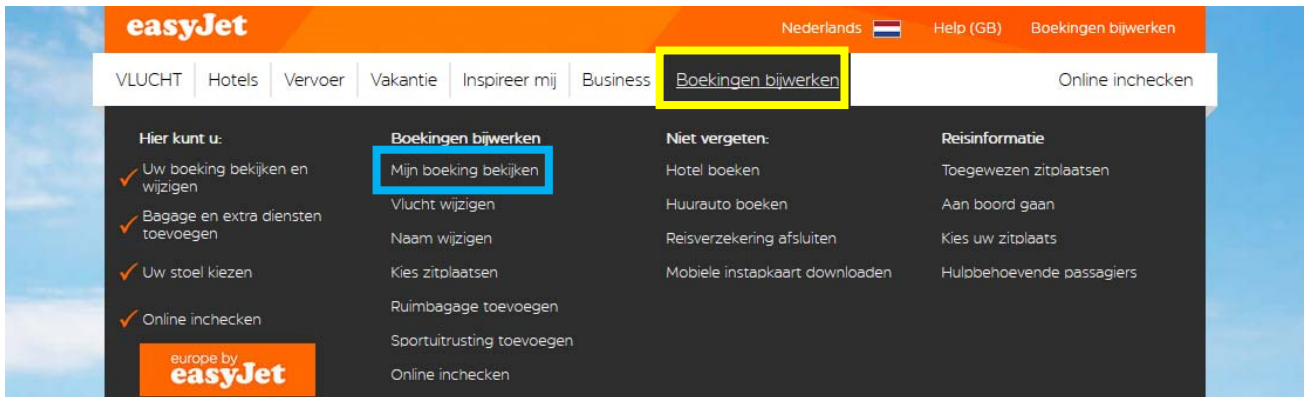 easyJet
Nederlands
Help (GB)
Boekingen bijwerken
VLUCHT
Hotels
Vervoer
Vakantie
Inspireer mij
Business
Boekingen bijwerken
Online inchecken
Hier kunt u:
Uw boeking bekijken en
wijzigen
Bagage en extra diensten
toevoegen
Uw stoel kiezen
Online inchecken
europe by
easyJet
Boekingen bijwerken
Mijn boeking bekijken
Vlucht wijzigen
Naam wijzigen
Kies zitplaatsen
Ruimbagage toevoegen
Sportuitrusting toevoegen
Online inchecken
Niet vergeten:
Hotel boeken
Huurauto boeken
Reisverzekering afsluiten
Mobiele instapkaart downloaden
Reisinformatie
Toegewezen zitplaatsen
Aan boord gaan
Kies uw zitplaats
Hulpbehoevende passagiers